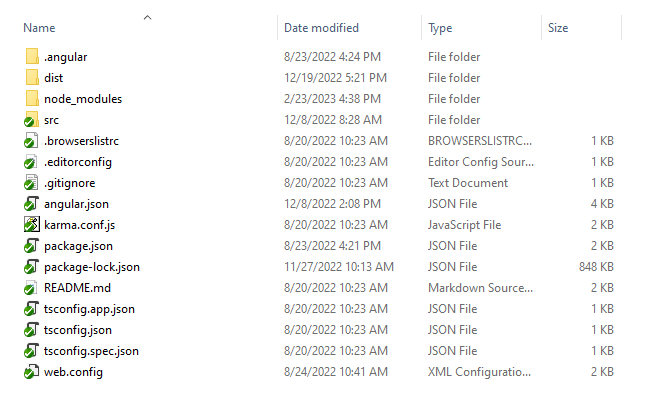 Name Date modified Type Size
.angular 8/23/2022 4:24 PM File folder
dist 12/19/2022 5:21 PM File folder
node_modules 2/23/2023 4:38 PM File folder
src 12/8/2022 8:28 AM File folder
.browserslistrc 8/20/2022 10:23 AM BROWSERSLISTRC... 1 KB
.editorconfig 8/20/2022 10:23 AM Editor Config Sour... 1 KB
.gitignore 8/20/2022 10:23 AM Text Document 1 KB
angular.json 12/8/2022 2:08 PM JSON File 4 KB
karma.conf.js 8/20/2022 10:23 AM JavaScript File 2 KB
package.json 8/23/2022 4:21 PM JSON File 2 KB
package-lock.json 11/27/2022 10:13 AM JSON File 848 KB
README.md 8/20/2022 10:23 AM Markdown Source... 2 KB
tsconfig.app.json 8/20/2022 10:23 AM JSON File 1 KB
tsconfig.json 8/20/2022 10:23 AM JSON File 1 KB
tsconfig.spec.json 8/20/2022 10:23 AM JSON File 1 KB
web.config 8/24/2022 10:41 AM XML Configuratio... 1 KB